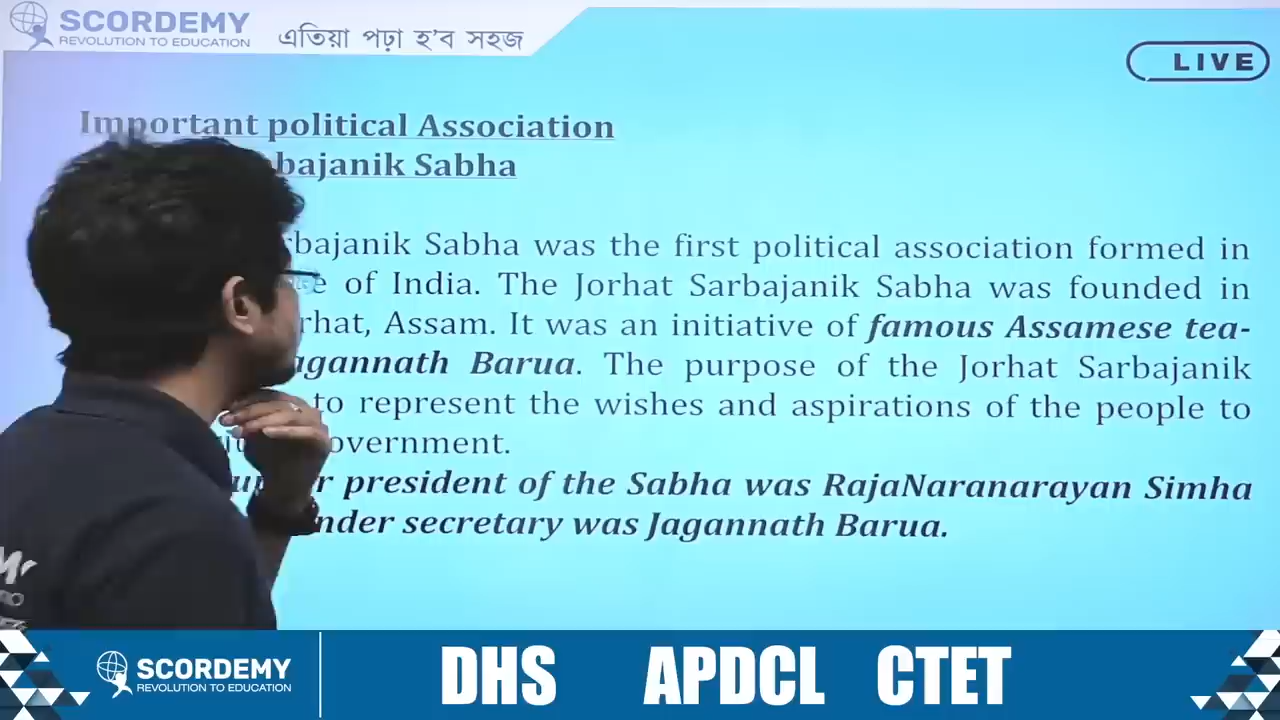 SCORDEMY
REVOLUTION TO EDUCATION
এতিয়া পঢ়া হ'ব সহজ
LIVE
Important political Association
bajanik Sabha
rbajanik Sabha was the first political association formed in
e of India. The Jorhat Sarbajanik Sabha was founded in
rhat, Assam. It was an initiative of famous Assamese tea-
agannath Barua. The purpose of the Jorhat Sarbajanik
to represent the wishes and aspirations of the people to
overnment.
r president of the Sabha was RajaNaranarayan Simha
nder secretary was Jagannath Barua.
SCORDEMY
REVOLUTION TO EDUCATION
DHS APDCL CTET